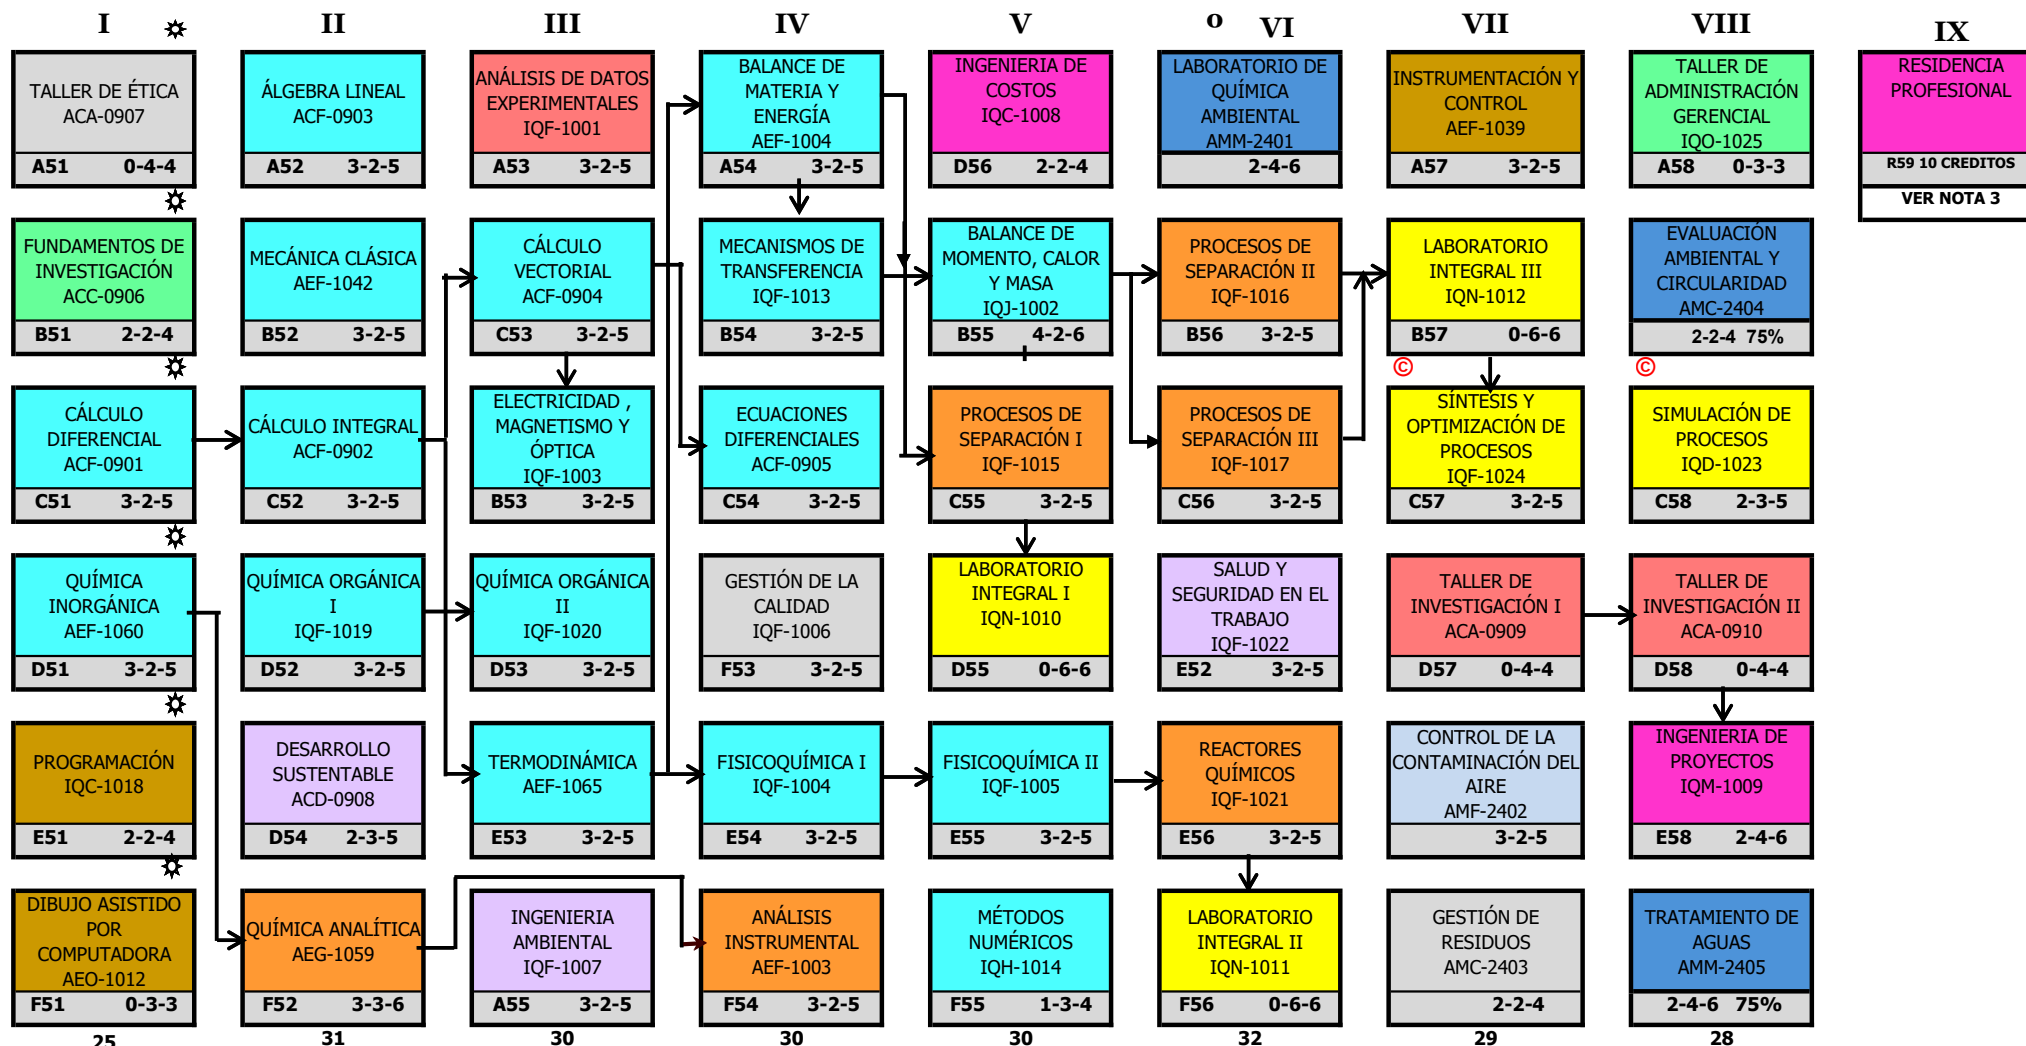 I
II
III
IV
V
o VI
VII
VIII
IX
TALLER DE ÉTICA
ACA-0907
A51 0-4-4
ÁLGEBRA LINEAL
ACF-0903
A52 3-2-5
ANÁLISIS DE DATOS
EXPERIMENTALES
IQF-1001
A53 3-2-5
BALANCE DE
MATERIA Y
ENERGÍA
AEF-1004
A54 3-2-5
INGENIERIA DE
COSTOS
IQC-1008
D56 2-2-4
LABORATORIO DE
QUÍMICA
AMBIENTAL
AMM-2401
2-4-6
INSTRUMENTACIÓN Y
CONTROL
AEF-1039
A57 3-2-5
TALLER DE
ADMINISTRACIÓN
GERENCIAL
IQO-1025
A58 0-3-3
RESIDENCIA
PROFESIONAL
R59 10 CREDITOS
VER NOTA 3
FUNDAMENTOS DE
INVESTIGACIÓN
ACC-0906
B51 2-2-4
MECÁNICA CLÁSICA
AEF-1042
B52 3-2-5
CÁLCULO
VECTORIAL
ACF-0904
C53 3-2-5
MECANISMOS DE
TRANSFERENCIA
IQF-1013
B54 3-2-5
BALANCE DE
MOMENTO, CALOR
Y MASA
IQJ-1002
B55 4-2-6
PROCESOS DE
SEPARACIÓN II
IQF-1016
B56 3-2-5
LABORATORIO
INTEGRAL III
IQN-1012
B57 0-6-6
EVALUACIÓN
AMBIENTAL Y
CIRCULARIDAD
AMC-2404
2-2-4 75%
©
©
CÁLCULO
DIFERENCIAL
ACF-0901
C51 3-2-5
CÁLCULO INTEGRAL
ACF-0902
C52 3-2-5
ELECTRICIDAD ,
MAGNETISMO Y
ÓPTICA
IQF-1003
B53 3-2-5
ECUACIONES
DIFERENCIALES
ACF-0905
C54 3-2-5
PROCESOS DE
SEPARACIÓN I
IQF-1015
C55 3-2-5
PROCESOS DE
SEPARACIÓN III
IQF-1017
C56 3-2-5
SÍNTESIS Y
OPTIMIZACIÓN DE
PROCESOS
IQF-1024
C57 3-2-5
SIMULACIÓN DE
PROCESOS
IQD-1023
C58 2-3-5
QUÍMICA
INORGÁNICA
AEF-1060
D51 3-2-5
QUÍMICA ORGÁNICA
I
IQF-1019
D52 3-2-5
QUÍMICA ORGÁNICA
II
IQF-1020
D53 3-2-5
GESTIÓN DE LA
CALIDAD
IQF-1006
F53 3-2-5
LABORATORIO
INTEGRAL I
IQN-1010
D55 0-6-6
SALUD Y
SEGURIDAD EN EL
TRABAJO
IQF-1022
E52 3-2-5
TALLER DE
INVESTIGACIÓN I
ACA-0909
D57 0-4-4
TALLER DE
INVESTIGACIÓN II
ACA-0910
D58 0-4-4
PROGRAMACIÓN
IQC-1018
E51 2-2-4
DESARROLLO
SUSTENTABLE
ACD-0908
D54 2-3-5
TERMODINÁMICA
AEF-1065
E53 3-2-5
FISICOQUÍMICA I
IQF-1004
E54 3-2-5
FISICOQUÍMICA II
IQF-1005
E55 3-2-5
REACTORES
QUÍMICOS
IQF-1021
E56 3-2-5
CONTROL DE LA
CONTAMINACIÓN DEL
AIRE
AMF-2402
3-2-5
INGENIERIA DE
PROYECTOS
IQM-1009
E58 2-4-6
DIBUJO ASISTIDO
POR
COMPUTADORA
AEO-1012
F51 0-3-3
QUÍMICA ANALÍTICA
AEG-1059
F52 3-3-6
INGENIERIA
AMBIENTAL
IQF-1007
A55 3-2-5
ANÁLISIS
INSTRUMENTAL
AEF-1003
F54 3-2-5
MÉTODOS
NUMÉRICOS
IQH-1014
F55 1-3-4
LABORATORIO
INTEGRAL II
IQN-1011
F56 0-6-6
GESTIÓN DE
RESIDUOS
AMC-2403
2-2-4
TRATAMIENTO DE
AGUAS
AMM-2405
2-4-6 75%
25
31
30
30
30
32
29
28